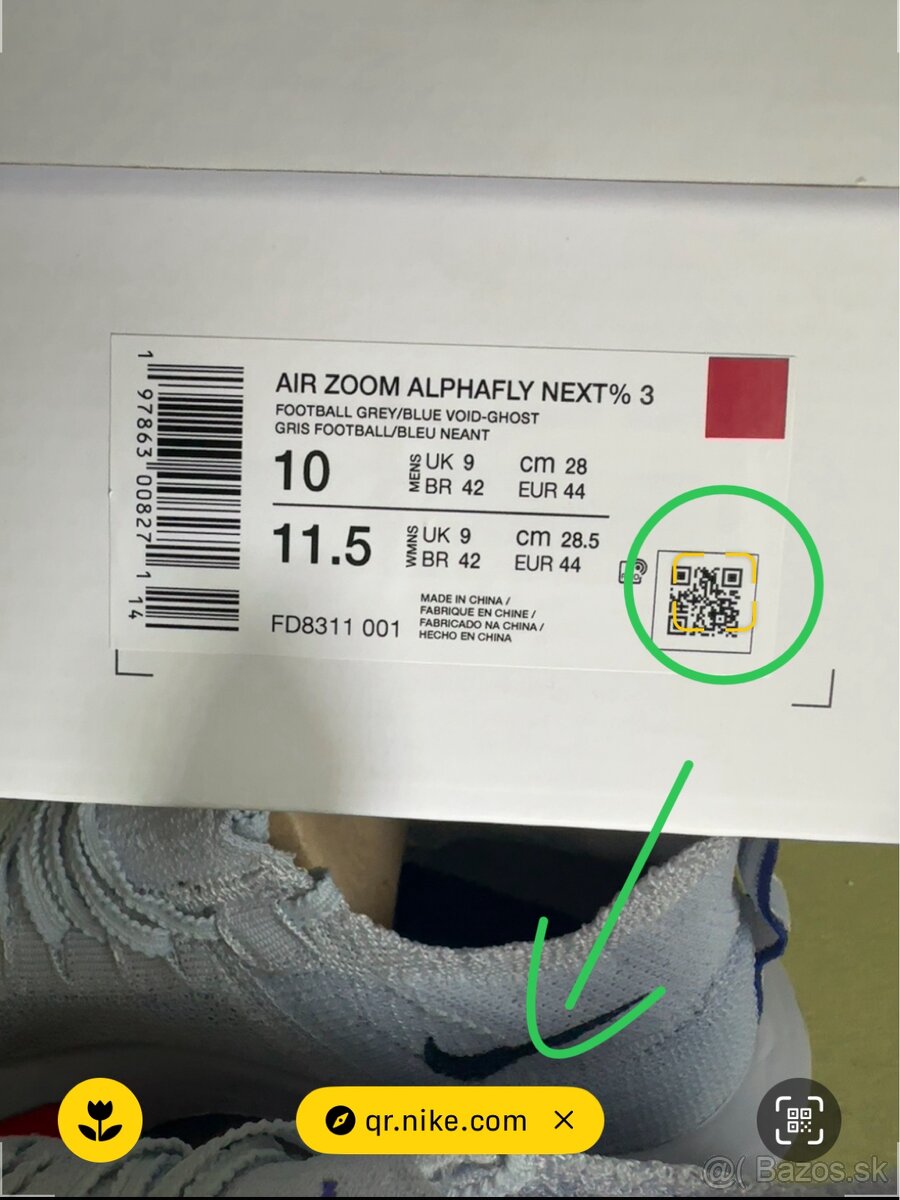 AIR ZOOM ALPHAFLY NEXT% 3
FOOTBALL GREY/BLUE VOID-GHOST
GRIS FOOTBALL/BLEU NEANT
10 MENS UK 9 cm 28
BR 42 EUR 44
11.5 WMNS UK 9 cm 28.5
BR 42 EUR 44
FD8311 001
MADE IN CHINA /
FABRIQUE EN CHINE /
FABRICADO NA CHINA /
HECHO EN CHINA
1 97863 00827 1 14
qr.nike.com
@( Bazos.sk